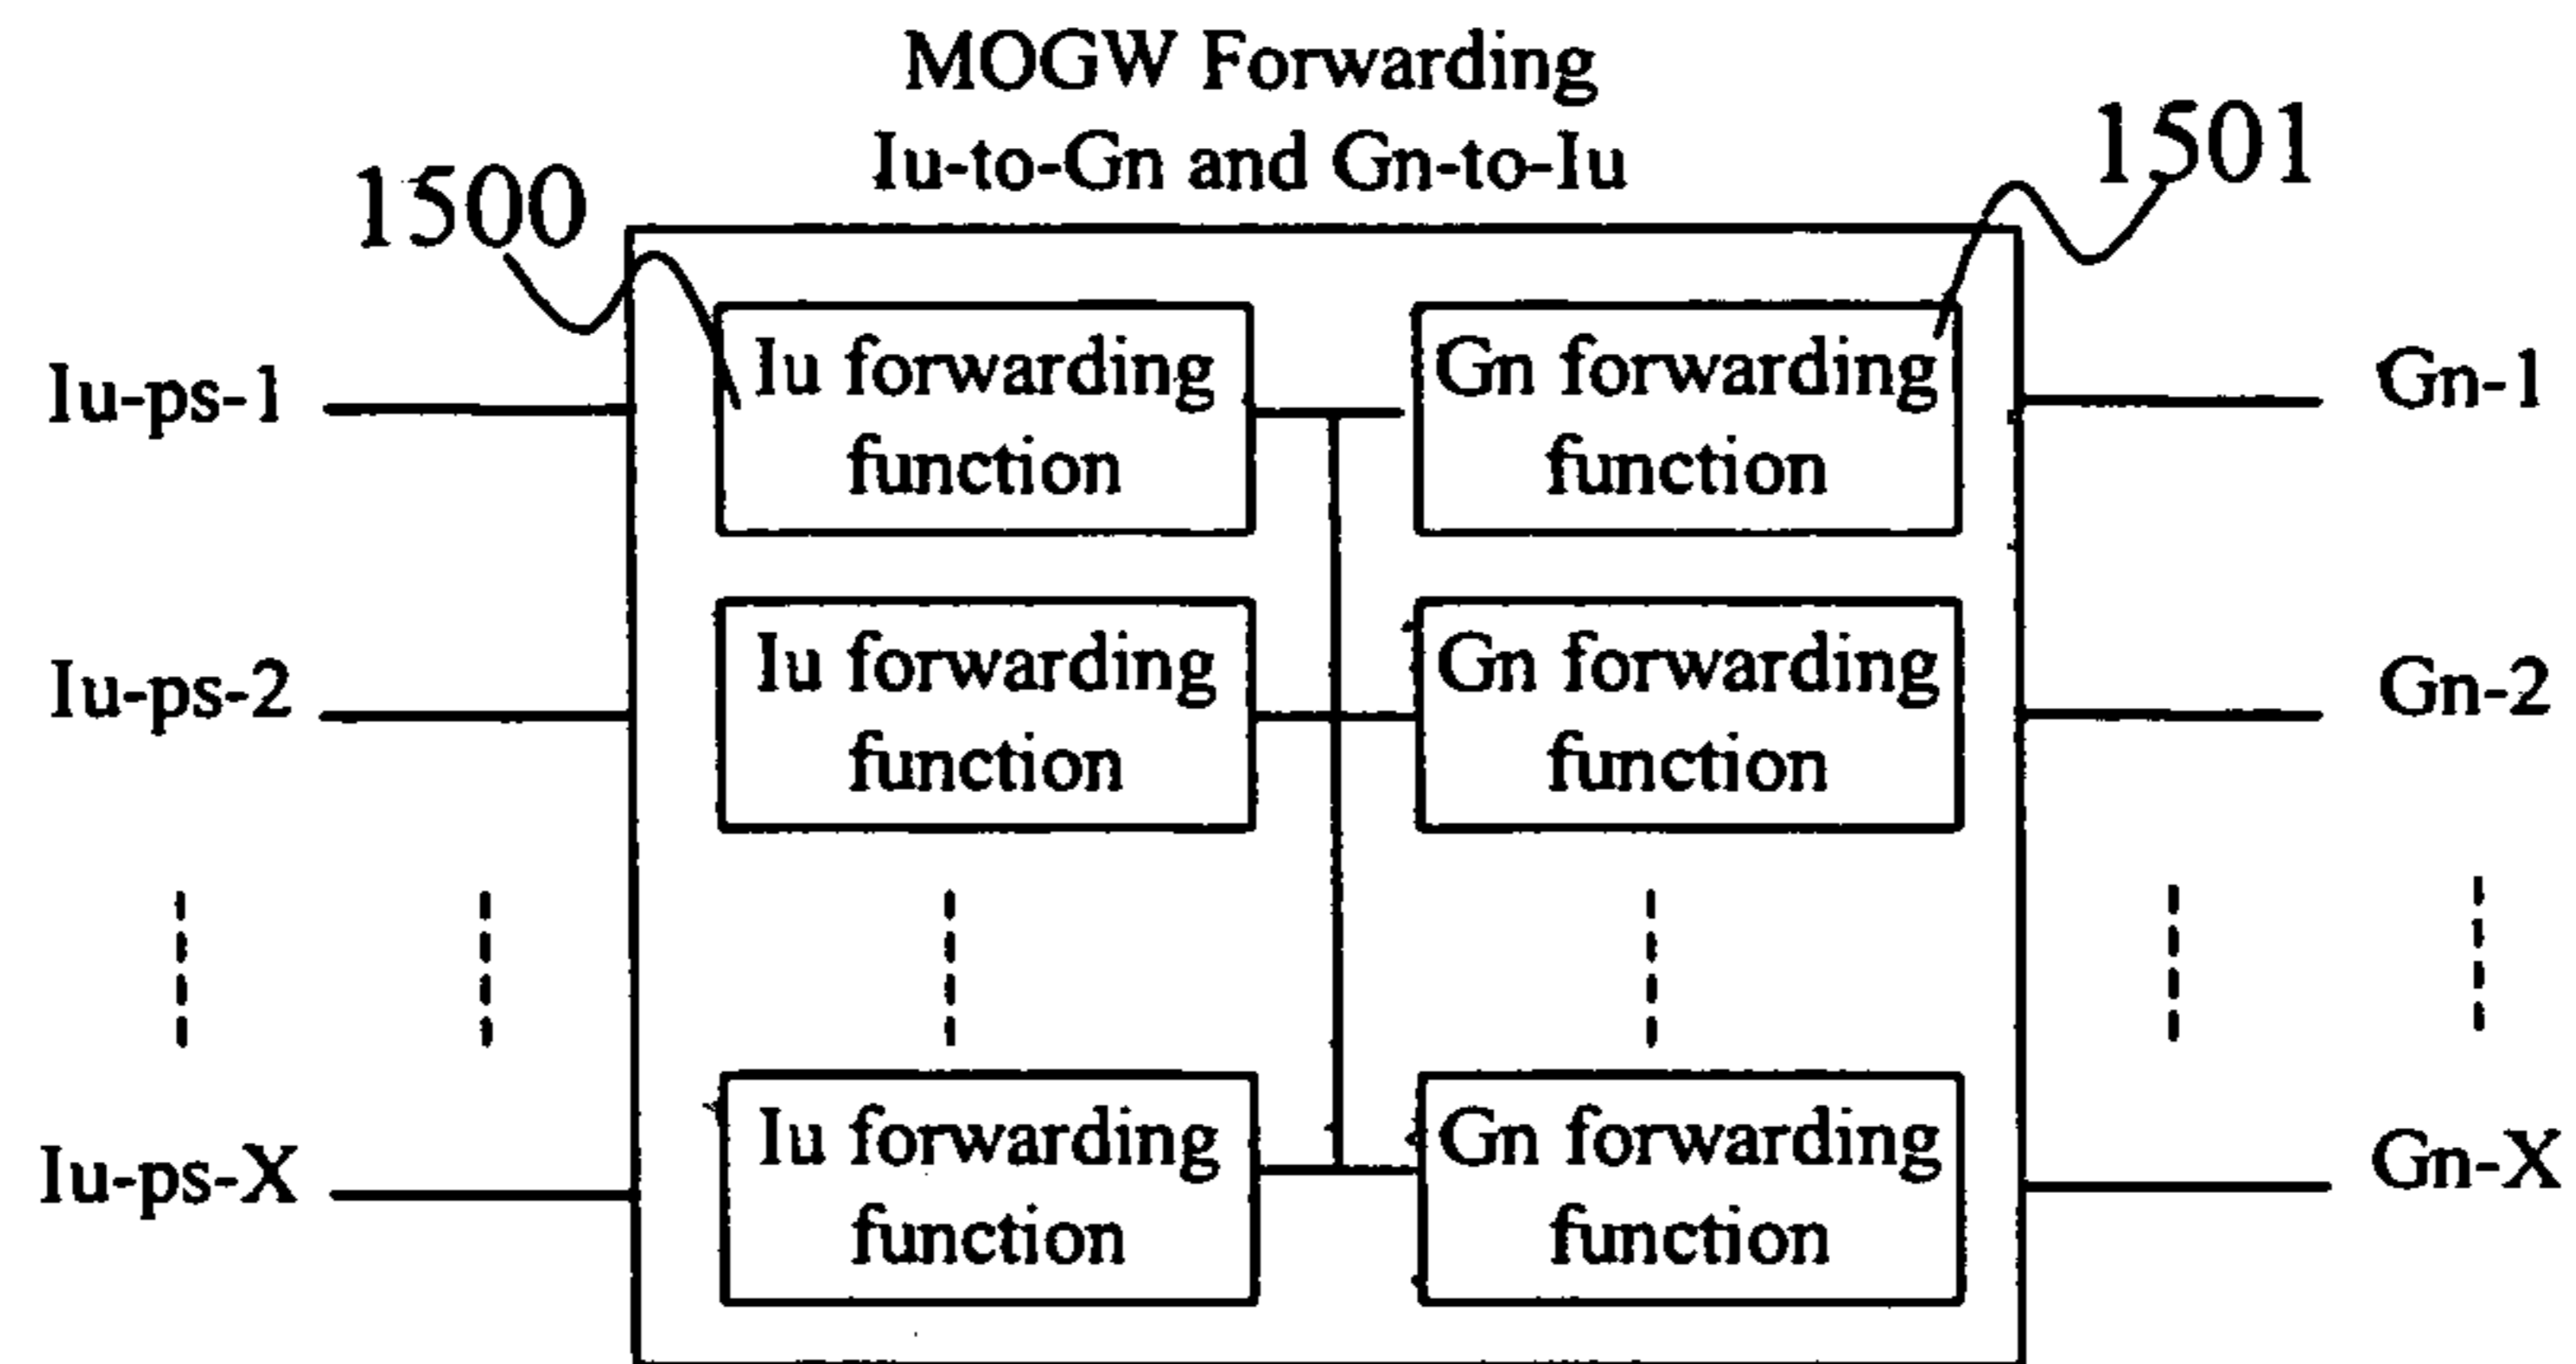 MOGW Forwarding
Iu-to-Gn and Gn-to-Iu
1500
1501
Iu-ps-1
Iu forwarding
function
Gn forwarding
function
Gn-1
Iu-ps-2
Iu forwarding
function
Gn forwarding
function
Gn-2
Iu-ps-X
Iu forwarding
function
Gn forwarding
function
Gn-X